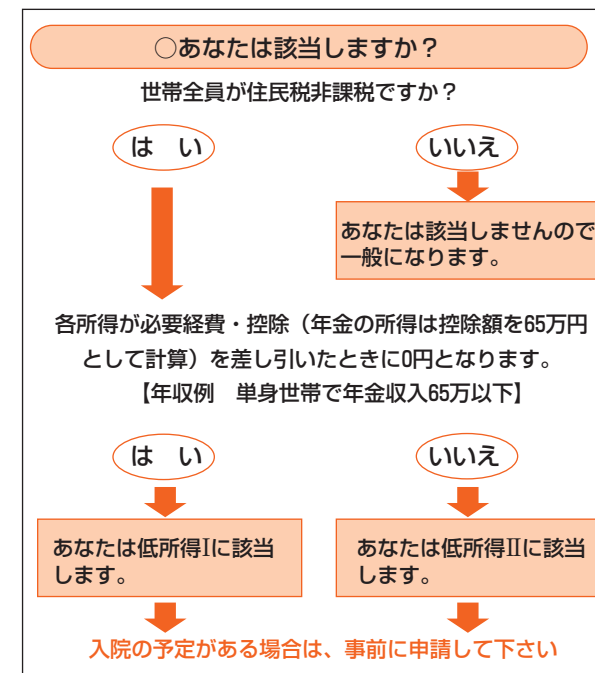 ○あなたは該当しますか？
世帯全員が住民税非課税ですか？
は　い
いいえ
あなたは該当しませんので
一般になります。
各所得が必要経費・控除（年金の所得は控除額を65万円
として計算）を差し引いたときに0円となります。
【年収例　単身世帯で年金収入65万以下】
は　い
いいえ
あなたは低所得Ⅰに該当
します。
あなたは低所得Ⅱに該当
します。
入院の予定がある場合は、事前に申請して下さい